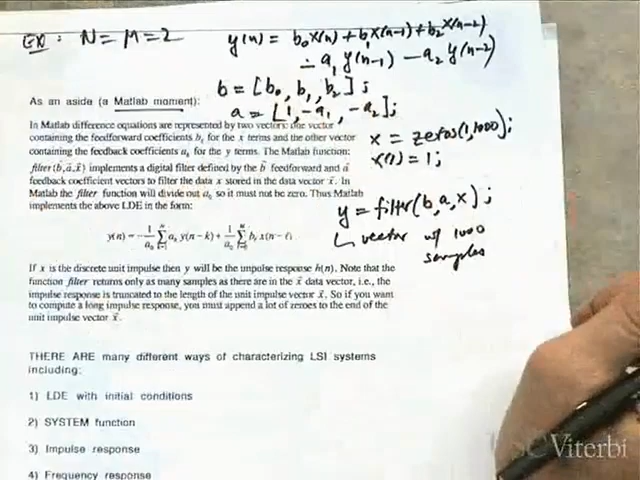 EX : N = M = 2
y(n) = b₀x(n) + b₁x(n-1) + b₂x(n-2)
- a₁y(n-1) - a₂y(n-2)
b = [b₀, b₁, b₂];
a = [1, -a₁, -a₂];
As an aside (a Matlab moment):
x = zeros(1,1000);
x(1) = 1;
In Matlab difference equations are represented by two vectors: one vector
containing the feedforward coefficients bₖ for the x terms and the other vector
containing the feedback coefficients aₖ for the y terms. The Matlab function:
filter(b⃗,a⃗,x⃗) implements a digital filter defined by the b⃗ feedforward and a⃗
feedback coefficient vectors to filter the data x stored in the data vector x⃗. In
Matlab the filter function will divide out a₀ so it must not be zero. Thus Matlab
implements the above LDE in the form:
y = filter(b,a,x);
vector w/ 1000
samples
If x is the discrete unit impulse then y will be the impulse response h(n). Note that the
function filter returns only as many samples as there are in the x⃗ data vector, i.e., the
impulse response is truncated to the length of the unit impulse vector x⃗. So if you want
to compute a long impulse response, you must append a lot of zeroes to the end of the
unit impulse vector x⃗.
THERE ARE many different ways of characterizing LSI systems
including:
1) LDE with initial conditions
2) SYSTEM function
3) Impulse response
4) Frequency response
USC Viterbi